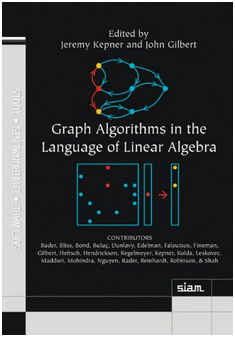 Edited by
Jeremy Kepner and John Gilbert
Graph Algorithms in the
Language of Linear Algebra
CONTRIBUTORS
Bader, Bliss, Bond, Buluç, Dunlavy, Edelman, Faloutsos, Fineman,
Gilbert, Heitsch, Hendrickson, Kegelmeyer, Kepner, Kolda, Leskovec,
Madduri, Mohindra, Nguyen, Rader, Reinhardt, Robinson, & Shah
SOFTWARE • ENVIRONMENTS • TOOLS
siam